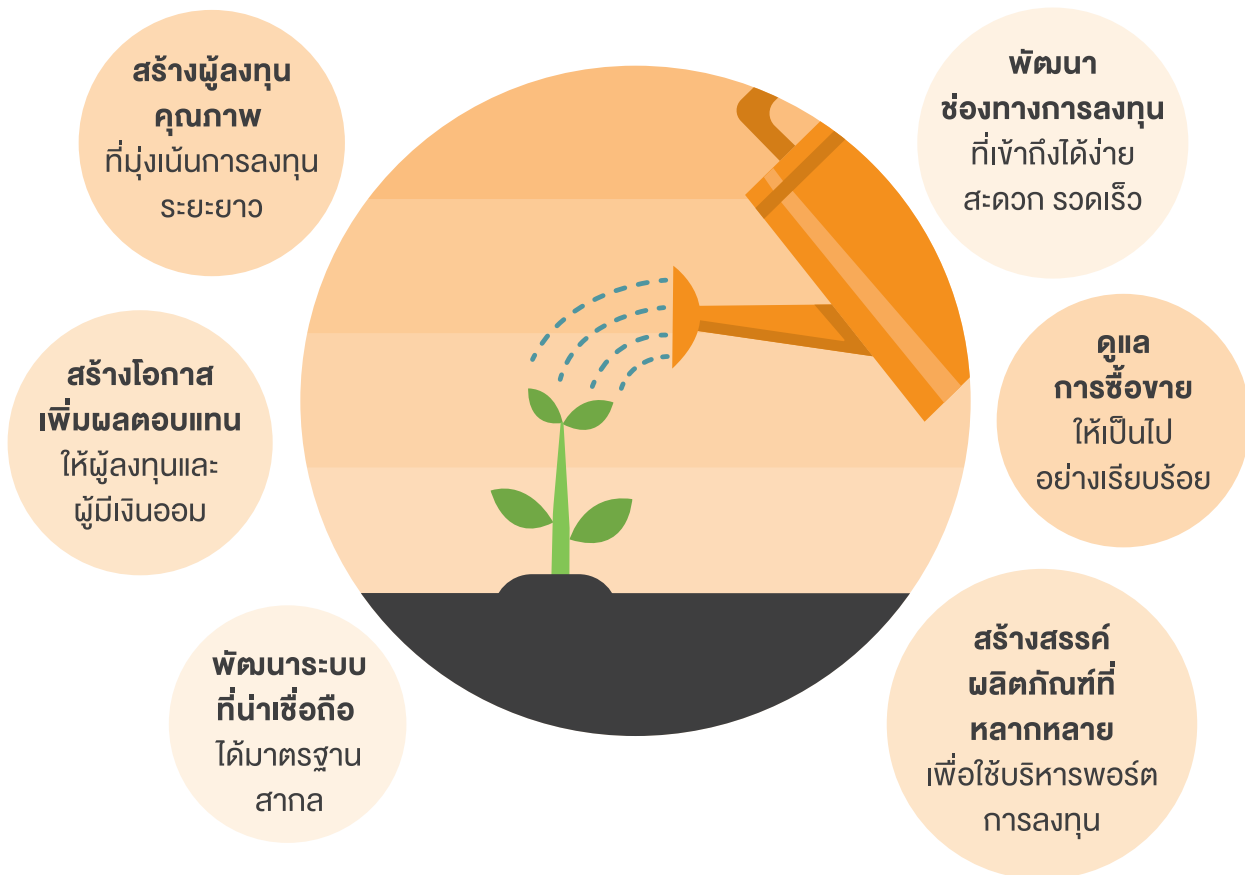 สร้างผู้ลงทุน
คุณภาพ
ที่มุ่งเน้นการลงทุน
ระยะยาว
พัฒนา
ช่องทางการลงทุน
ที่เข้าถึงได้ง่าย
สะดวก รวดเร็ว
สร้างโอกาส
เพิ่มผลตอบแทน
ให้ผู้ลงทุนและ
ผู้มีเงินออม
ดูแล
การซื้อขาย
ให้เป็นไป
อย่างเรียบร้อย
พัฒนาระบบ
ที่น่าเชื่อถือ
ได้มาตรฐาน
สากล
สร้างสรรค์
ผลิตภัณฑ์ที่
หลากหลาย
เพื่อใช้บริหารพอร์ต
การลงทุน